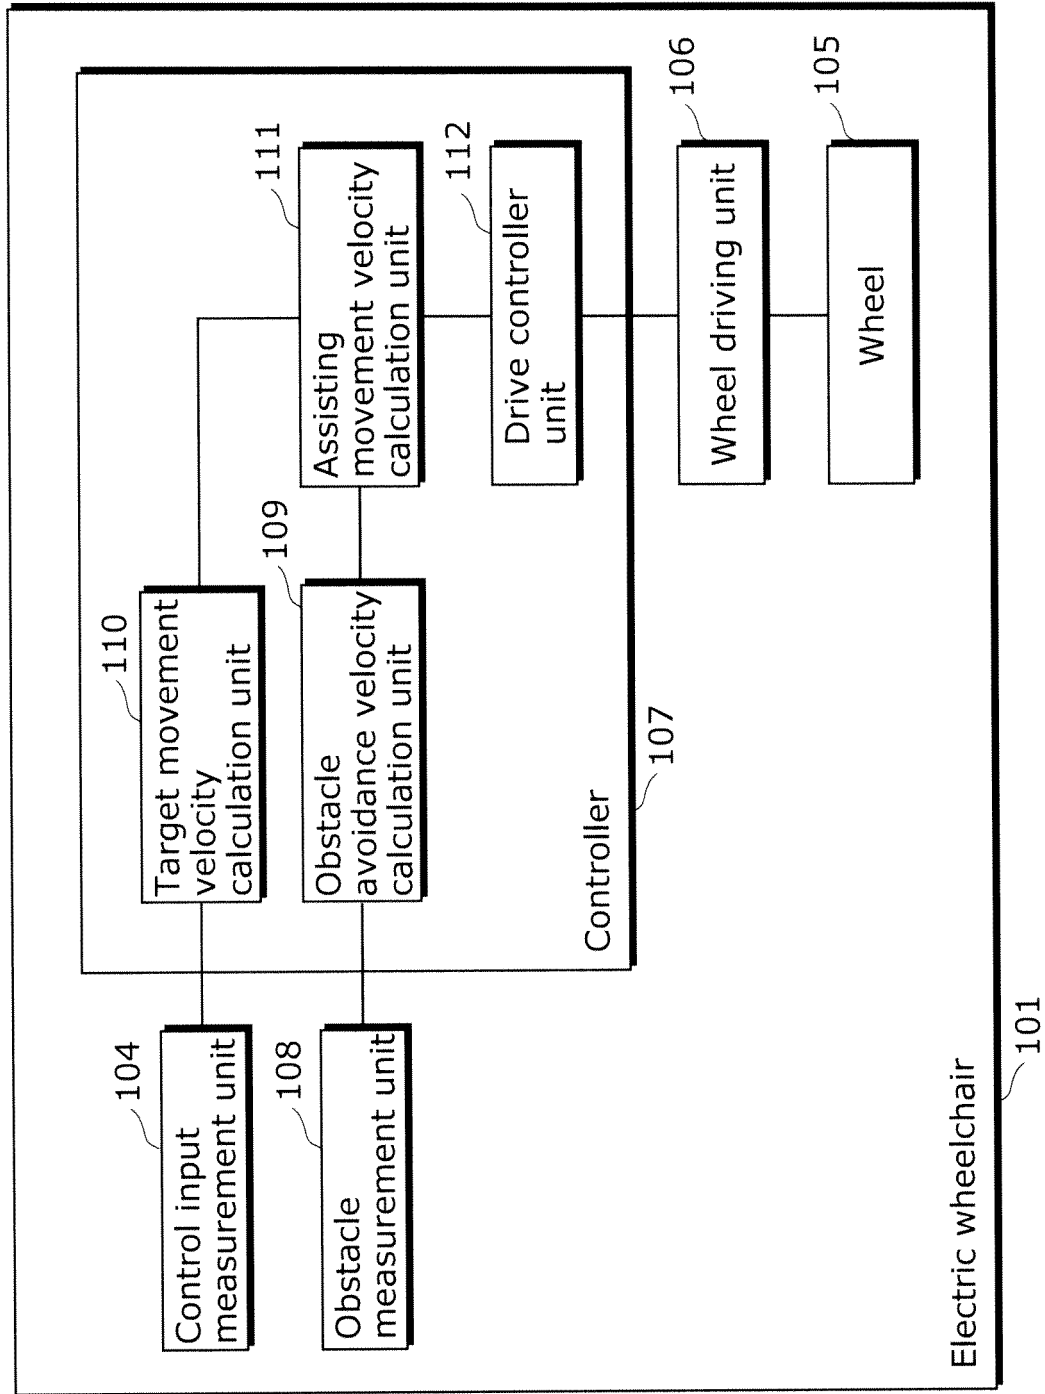 104
Control input
measurement unit
108
Obstacle
measurement unit
110
Target movement
velocity
calculation unit
109
Obstacle
avoidance velocity
calculation unit
111
Assisting
movement velocity
calculation unit
112
Drive controller
unit
Controller
107
106
Wheel driving unit
105
Wheel
Electric wheelchair
101